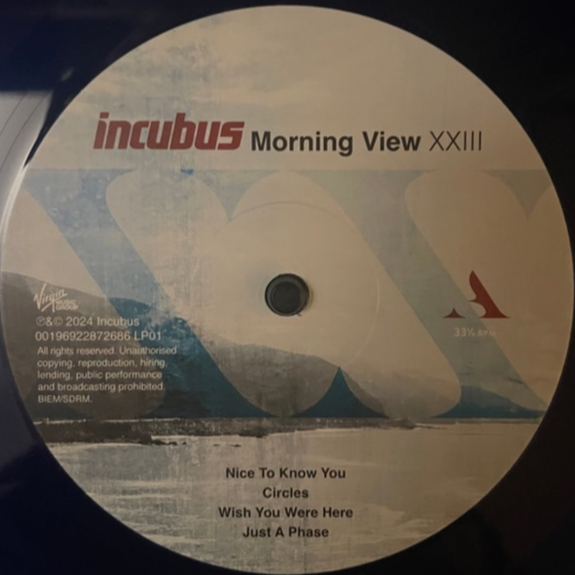 incubus Morning View XXIII
Virgin
MUSIC
GROUP
℗&© 2024 Incubus
00196922872686 LP01
All rights reserved. Unauthorised
copying, reproduction, hiring,
lending, public performance
and broadcasting prohibited.
BIEM/SDRM.
A
33⅓ RPM
Nice To Know You
Circles
Wish You Were Here
Just A Phase